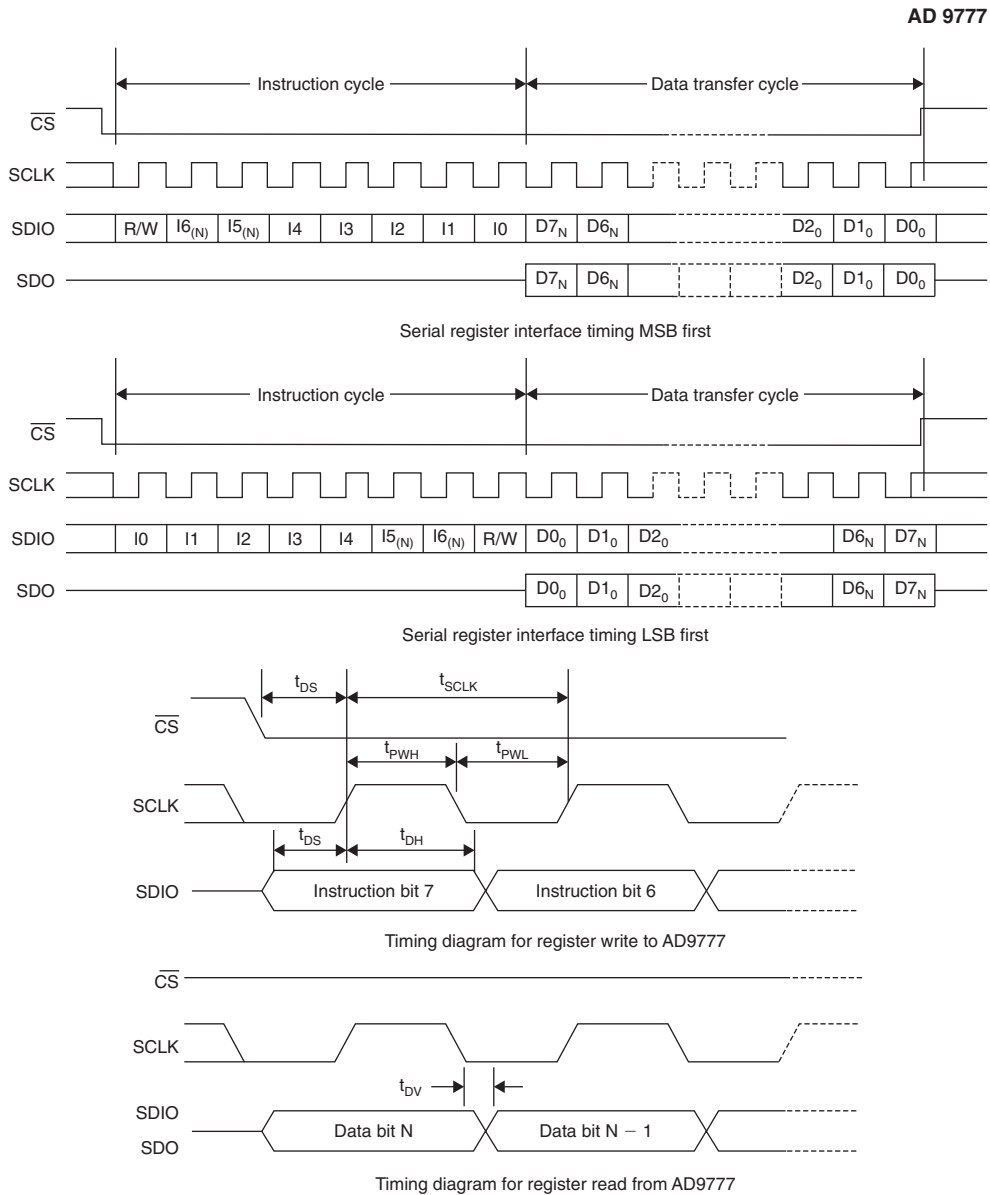 AD 9777
Instruction cycle Data transfer cycle
CS
SCLK
SDIO R/W I6(N) I5(N) I4 I3 I2 I1 I0 D7N D6N D20 D10 D00
SDO D7N D6N D20 D10 D00
Serial register interface timing MSB first
Instruction cycle Data transfer cycle
CS
SCLK
SDIO I0 I1 I2 I3 I4 I5(N) I6(N) R/W D00 D10 D20 D6N D7N
SDO D00 D10 D20 D6N D7N
Serial register interface timing LSB first
tDS tSCLK
CS
tPWH tPWL
SCLK
tDS tDH
SDIO Instruction bit 7 Instruction bit 6
Timing diagram for register write to AD9777
CS
SCLK
tDV
SDIO
Data bit N Data bit N − 1
SDO
Timing diagram for register read from AD9777